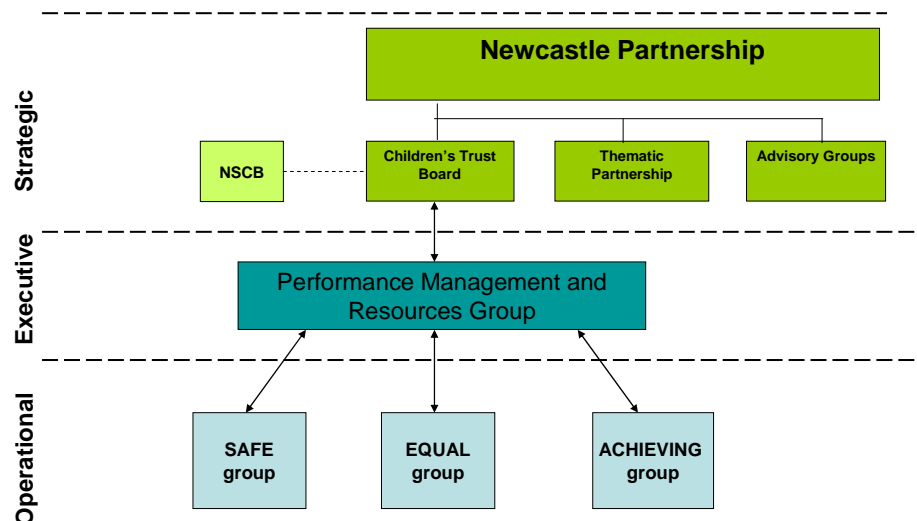 Strategic
Newcastle Partnership
NSCB
Children's Trust
Board
Thematic
Partnership
Advisory Groups
Executive
Performance Management and
Resources Group
Operational
SAFE
group
EQUAL
group
ACHIEVING
group